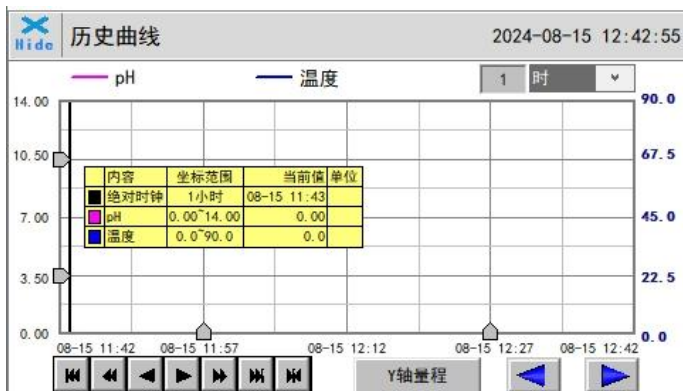 Hide 历史曲线 2024-08-15 12:42:55
pH 温度 1 时
14.00 90.0
10.50 67.5
内容 坐标范围 当前值 单位
绝对时钟 1小时 08-15 11:43
pH 0.00~14.00 0.00
7.00 45.0
温度 0.0~90.0 0.0
3.50 22.5
0.00 0.0
08-15 11:42 08-15 11:57 08-15 12:12 08-15 12:27 08-15 12:42
Y轴量程